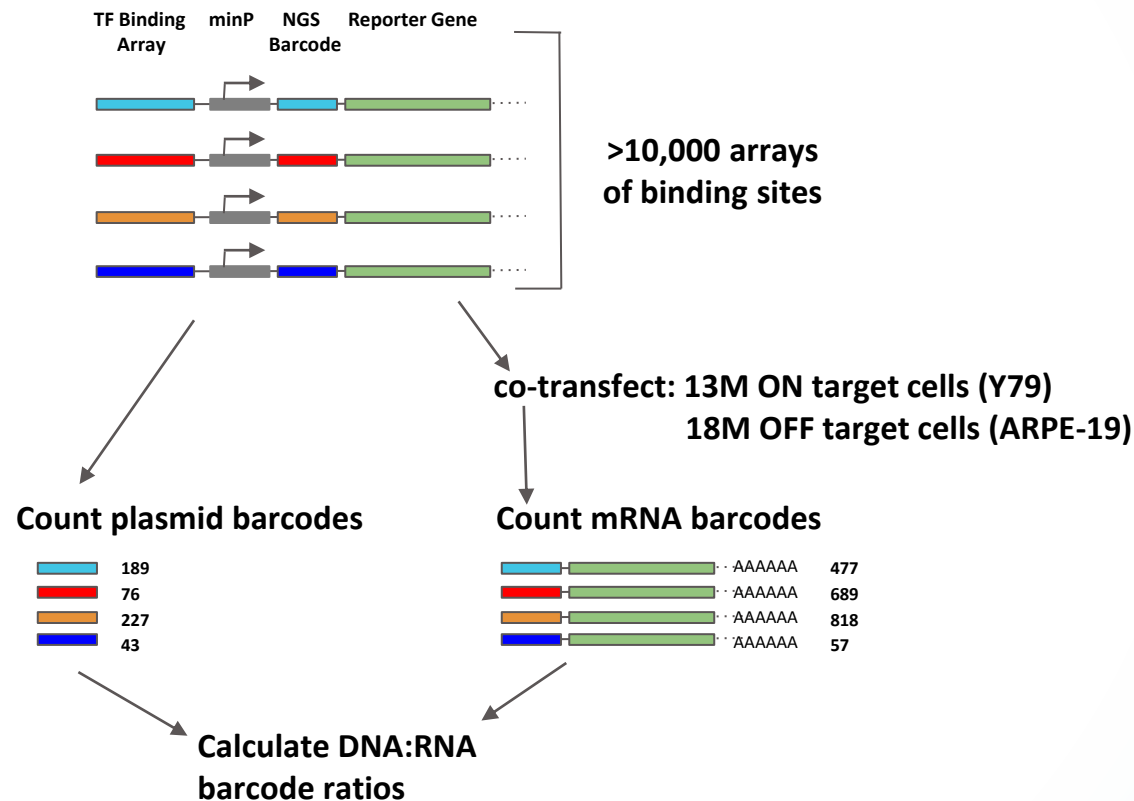 TF Binding Array
minP
NGS Barcode
Reporter Gene
>10,000 arrays
of binding sites
co-transfect: 13M ON target cells (Y79)
18M OFF target cells (ARPE-19)
Count plasmid barcodes
189
76
227
43
Count mRNA barcodes
AAAAAA 477
AAAAAA 689
AAAAAA 818
AAAAAA 57
Calculate DNA:RNA
barcode ratios